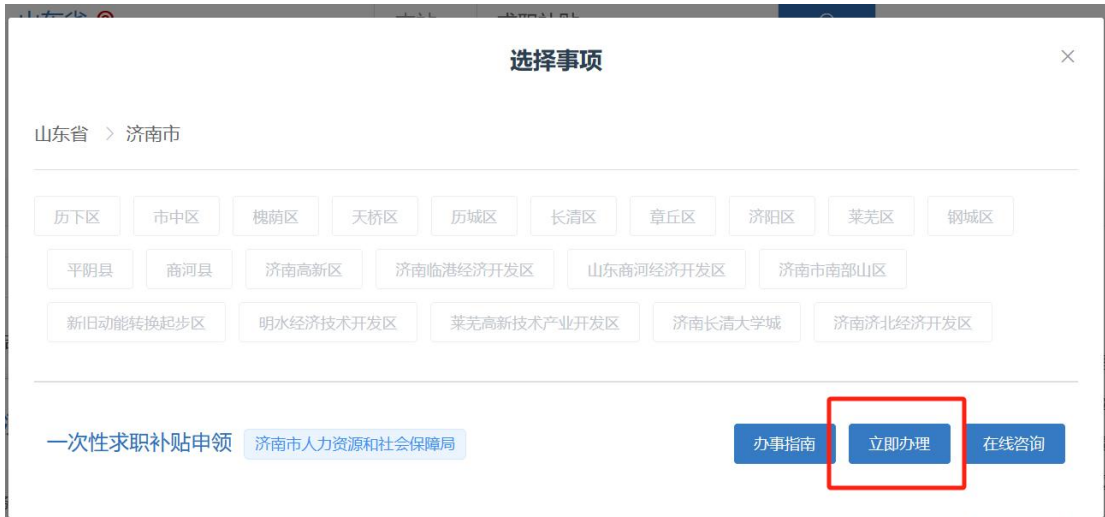 选择事项
山东省 > 济南市
历下区 市中区 槐荫区 天桥区 历城区 长清区 章丘区 济阳区 莱芜区 钢城区
平阴县 商河县 济南高新区 济南临港经济开发区 山东商河经济开发区 济南市南部山区
新旧动能转换起步区 明水经济技术开发区 莱芜高新技术产业开发区 济南长清大学城 济南济北经济开发区
一次性求职补贴申领 济南市人力资源和社会保障局 办事指南 立即办理 在线咨询